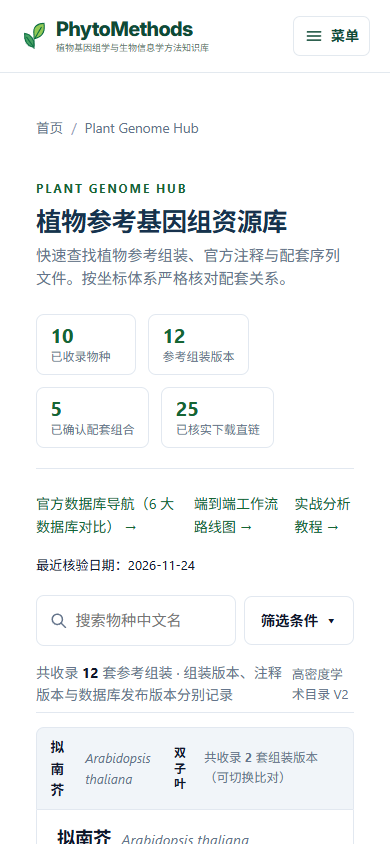 PhytoMethods
植物基因组学与生物信息学方法知识库
菜单
首页 / Plant Genome Hub
PLANT GENOME HUB
植物参考基因组资源库
快速查找植物参考组装、官方注释与配套序列
文件。按坐标体系严格核对配套关系。
10
已收录物种
12
参考组装版本
5
已确认配套组合
25
已核实下载直链
官方数据库导航（6 大
数据库对比） →
端到端工作流
路线图 →
实战分析
教程 →
最近核验日期：2026-11-24
搜索物种中文名
筛选条件 ▼
共收录 12 套参考组装 · 组装版本、注释
版本与数据库发布版本分别记录
高密度学
术目录 V2
拟
南
芥
Arabidopsis
thaliana
双
子
叶
共收录 2 套组装版本
（可切换比对）
拟南芥 Arabidopsis thaliana